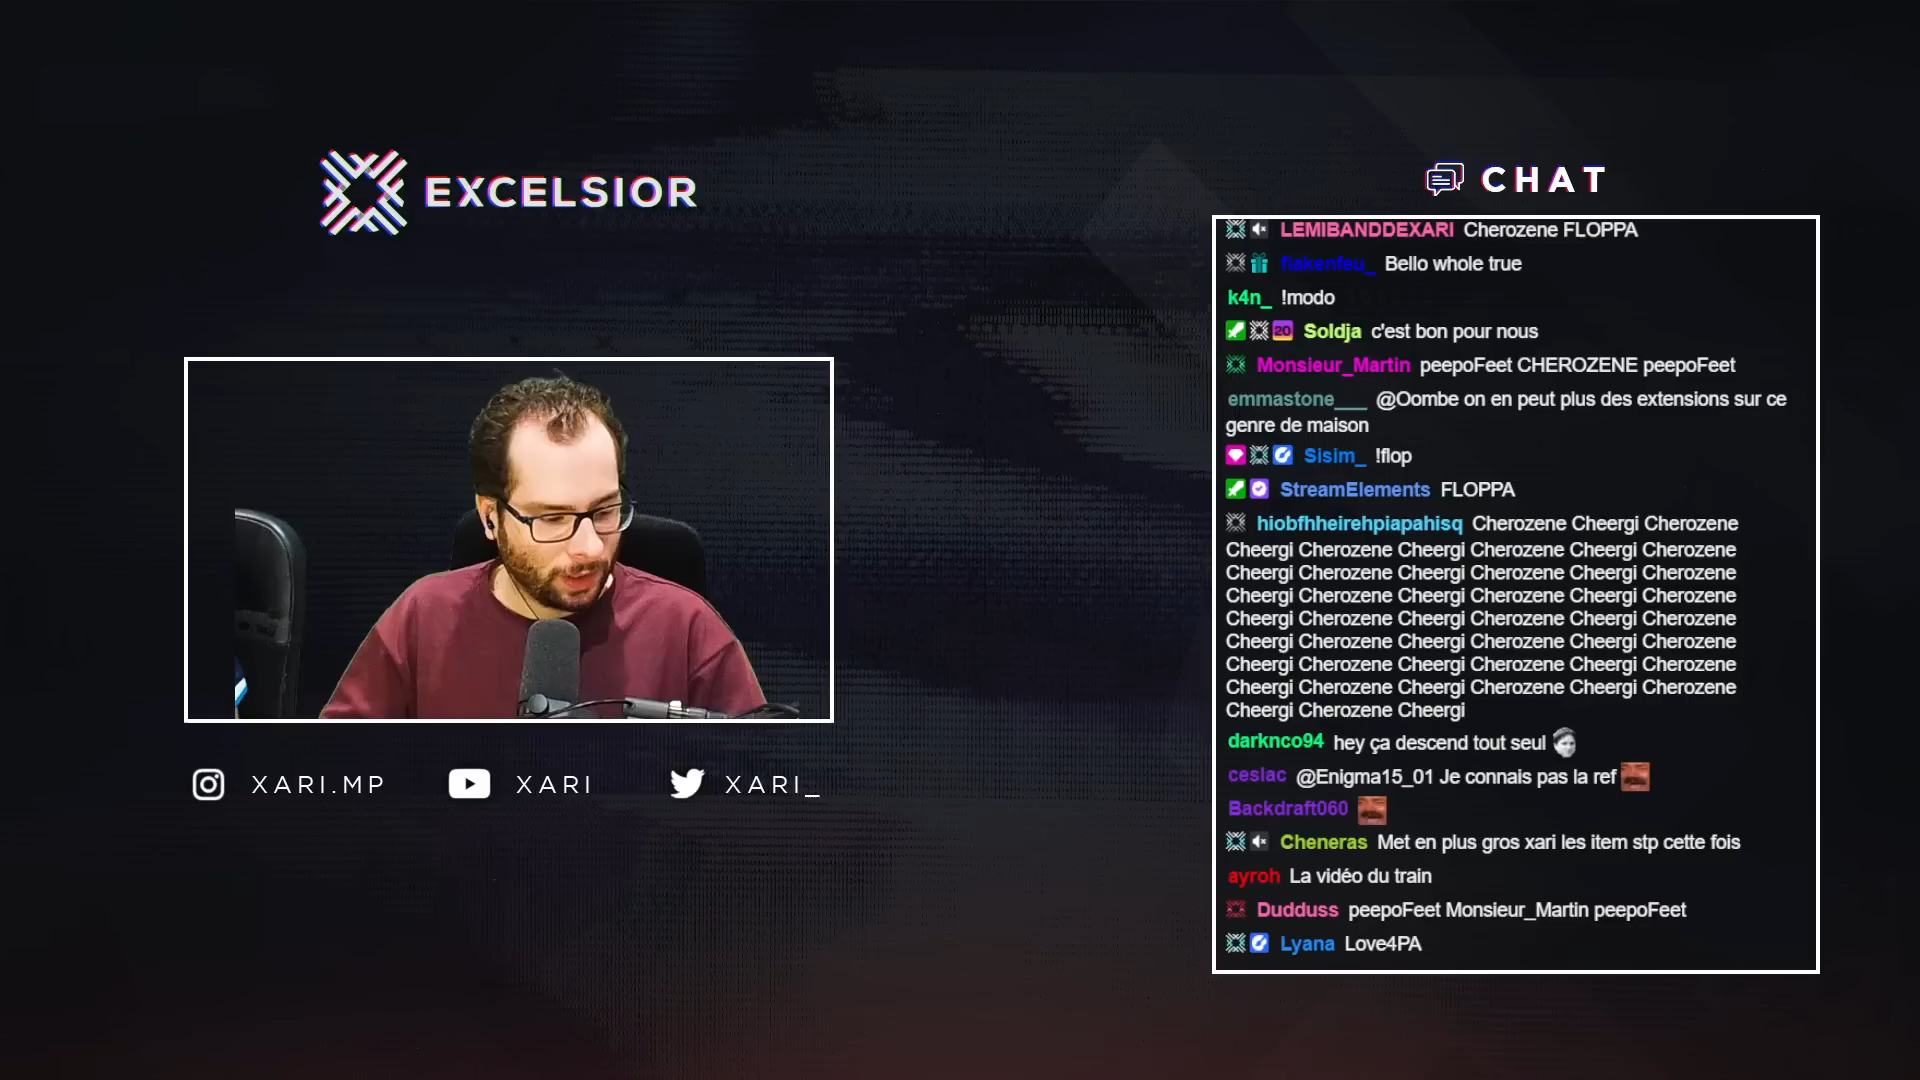 EXCELSIOR
XARI.MP
XARI
XARI_
CHAT
LEMIBANDDEXARI Cherozene FLOPPA
flakenfeu_ Bello whole true
k4n_ !modo
20 Soldja c'est bon pour nous
Monsieur_Martin peepoFeet CHEROZENE peepoFeet
emmastone___ @Oombe on en peut plus des extensions sur ce
genre de maison
Sisim_ !flop
StreamElements FLOPPA
hiobfhheirehpiapahisq Cherozene Cheergi Cherozene
Cheergi Cherozene Cheergi Cherozene Cheergi Cherozene
Cheergi Cherozene Cheergi Cherozene Cheergi Cherozene
Cheergi Cherozene Cheergi Cherozene Cheergi Cherozene
Cheergi Cherozene Cheergi Cherozene Cheergi Cherozene
Cheergi Cherozene Cheergi Cherozene Cheergi Cherozene
Cheergi Cherozene Cheergi Cherozene Cheergi Cherozene
Cheergi Cherozene Cheergi Cherozene Cheergi Cherozene
Cheergi Cherozene Cheergi
darknco94 hey ça descend tout seul
ceslac @Enigma15_01 Je connais pas la ref
Backdraft060
Cheneras Met en plus gros xari les item stp cette fois
ayroh La vidéo du train
Dudduss peepoFeet Monsieur_Martin peepoFeet
Lyana Love4PA